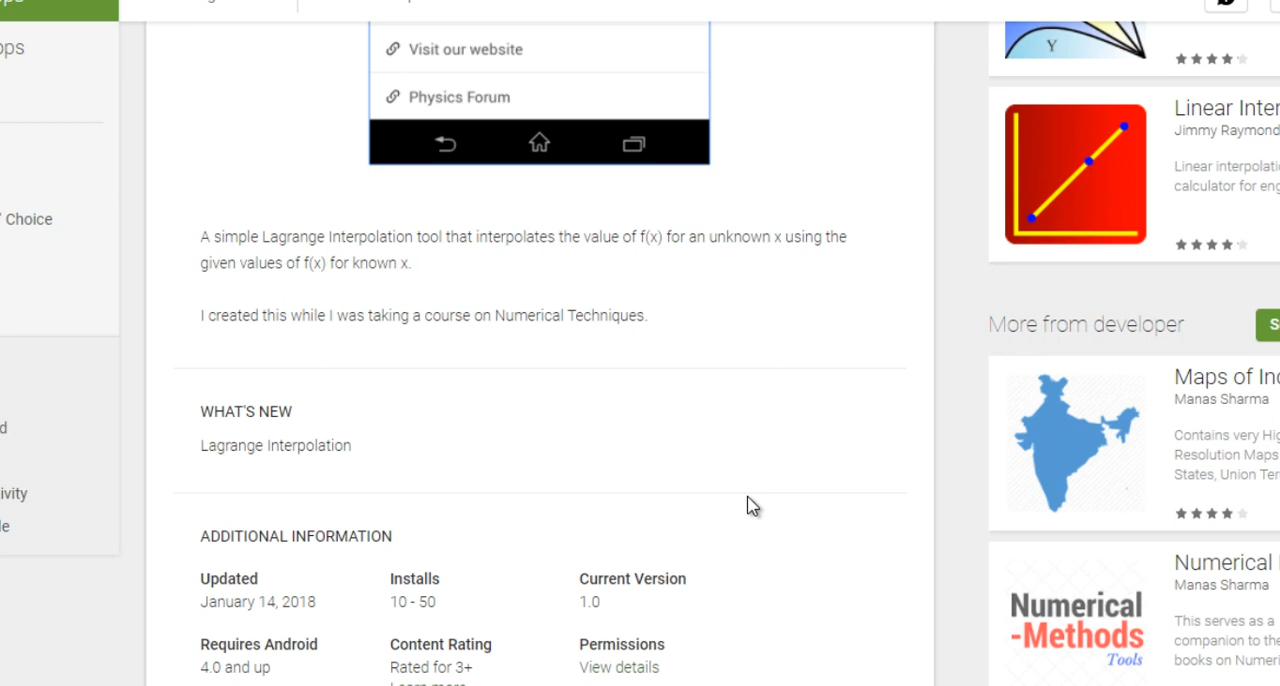 ops
' Choice
d
ivity
le
Visit our website
Physics Forum
A simple Lagrange Interpolation tool that interpolates the value of f(x) for an unknown x using the
given values of f(x) for known x.
I created this while I was taking a course on Numerical Techniques.
WHAT'S NEW
Lagrange Interpolation
ADDITIONAL INFORMATION
Updated
January 14, 2018
Installs
10 - 50
Current Version
1.0
Requires Android
4.0 and up
Content Rating
Rated for 3+
Permissions
View details
Y
Linear Inter
Jimmy Raymond
Linear interpolatio
calculator for eng
More from developer
S
Maps of Ind
Manas Sharma
Contains very Hig
Resolution Maps
States, Union Ter
Numerical
-Methods
Tools
Numerical
Manas Sharma
This serves as a
companion to the
books on Numeri